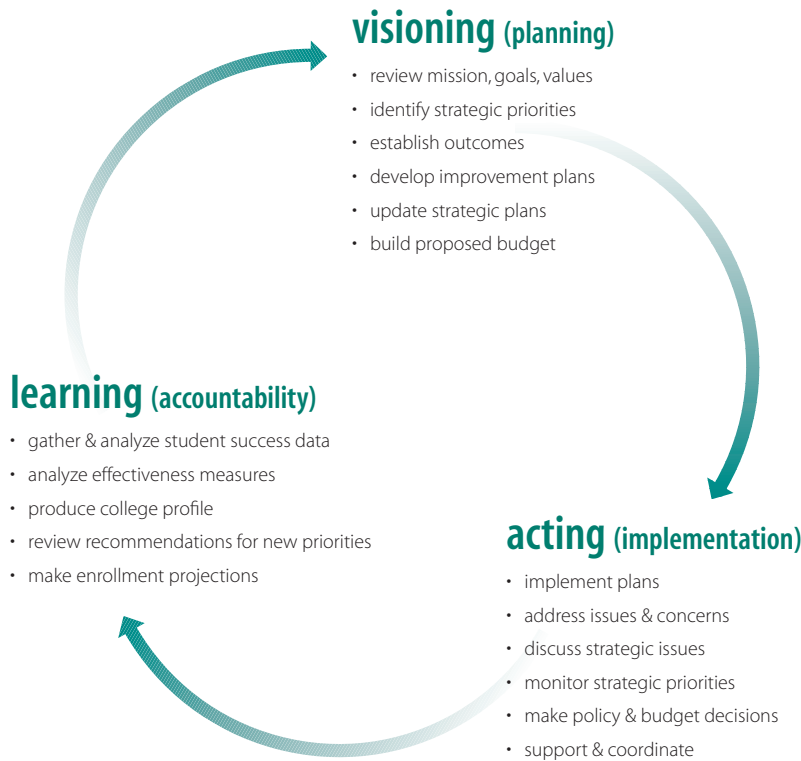 visioning (planning)
• review mission, goals, values
• identify strategic priorities
• establish outcomes
• develop improvement plans
• update strategic plans
• build proposed budget
learning (accountability)
• gather & analyze student success data
• analyze effectiveness measures
• produce college profile
• review recommendations for new priorities
• make enrollment projections
acting (implementation)
• implement plans
• address issues & concerns
• discuss strategic issues
• monitor strategic priorities
• make policy & budget decisions
• support & coordinate